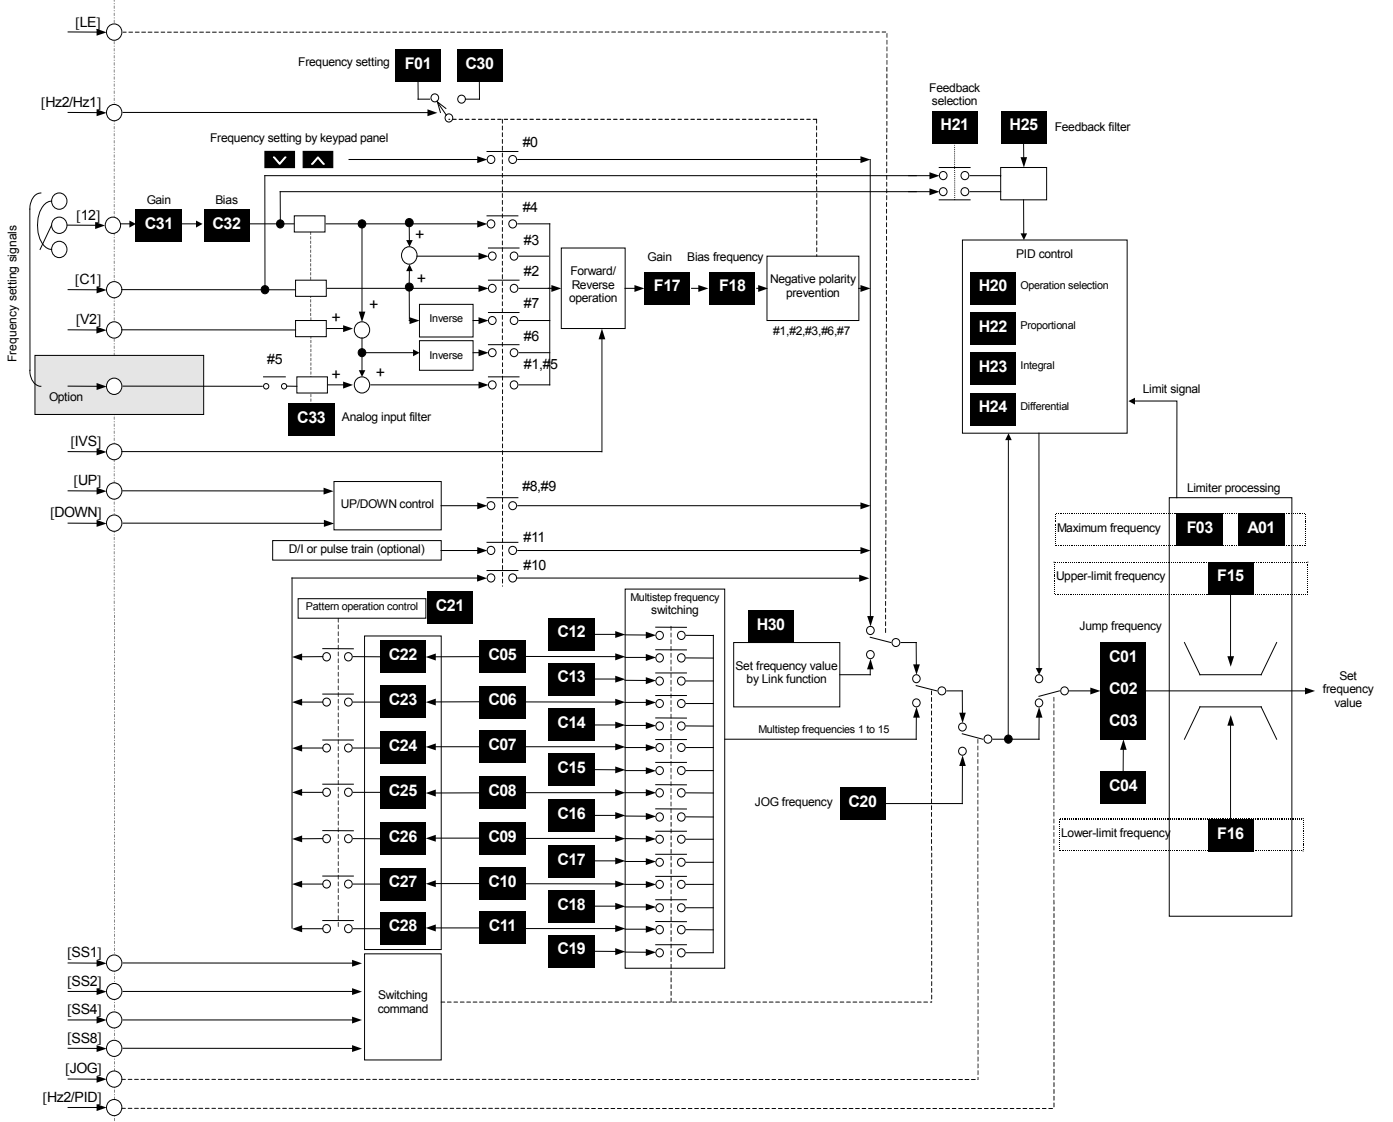 [LE]
Frequency setting
F01
C30
[Hz2/Hz1]
Feedback
selection
H21
H25
Feedback filter
Frequency setting by keypad panel
#0
Frequency setting signals
[12]
Gain
C31
Bias
C32
#4
+
#3
+
[C1]
#2
Forward/
Reverse
operation
Gain
F17
Bias frequency
F18
Negative polarity
prevention
#1,#2,#3,#6,#7
PID control
H20
Operation selection
H22
Proportional
H23
Integral
H24
Differential
[V2]
+
+
Inverse
#7
Inverse
#6
Option
#5
+
+
#1,#5
C33
Analog input filter
Limit signal
[IVS]
[UP]
[DOWN]
UP/DOWN control
#8,#9
D/I or pulse train (optional)
#11
#10
Limiter processing
Maximum frequency
F03
A01
Upper-limit frequency
F15
Pattern operation control
C21
Multistep frequency
switching
H30
Set frequency value
by Link function
Jump frequency
C01
C02
C03
C04
Set
frequency
value
C12
C22
C05
C13
C23
C06
C14
C24
C07
C15
C25
C08
C16
C26
C09
C17
C27
C10
C18
C28
C11
C19
Multistep frequencies 1 to 15
JOG frequency
C20
Lower-limit frequency
F16
[SS1]
[SS2]
[SS4]
[SS8]
Switching
command
[JOG]
[Hz2/PID]